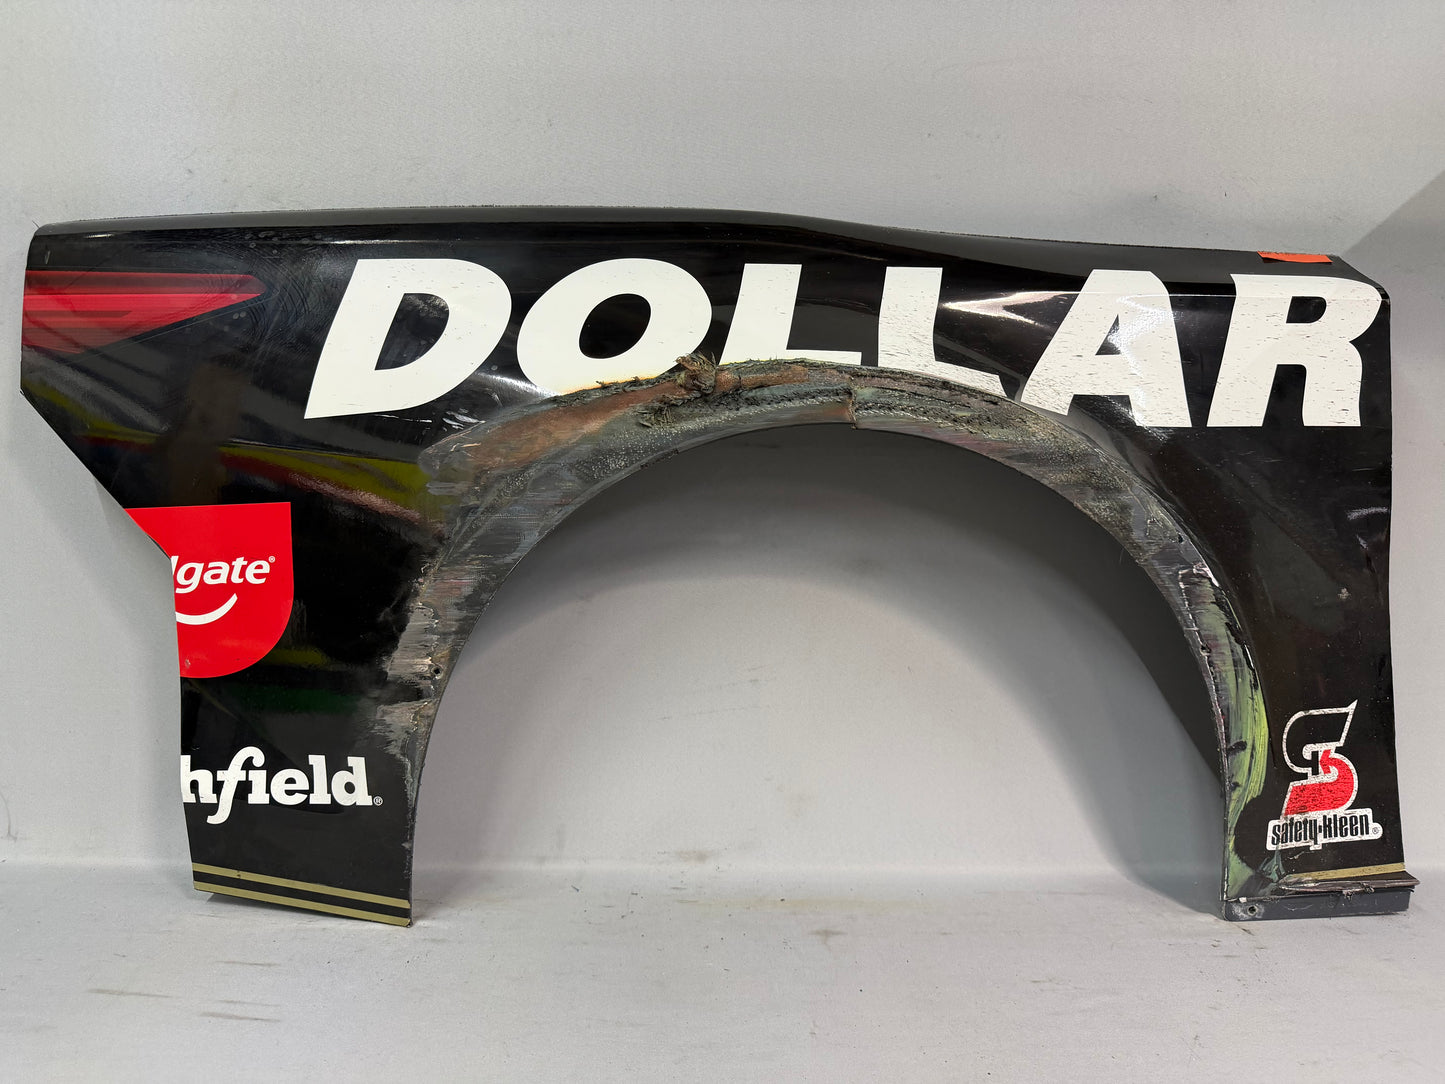 DOLLAR
lgate®
hfield®
safety-kleen®